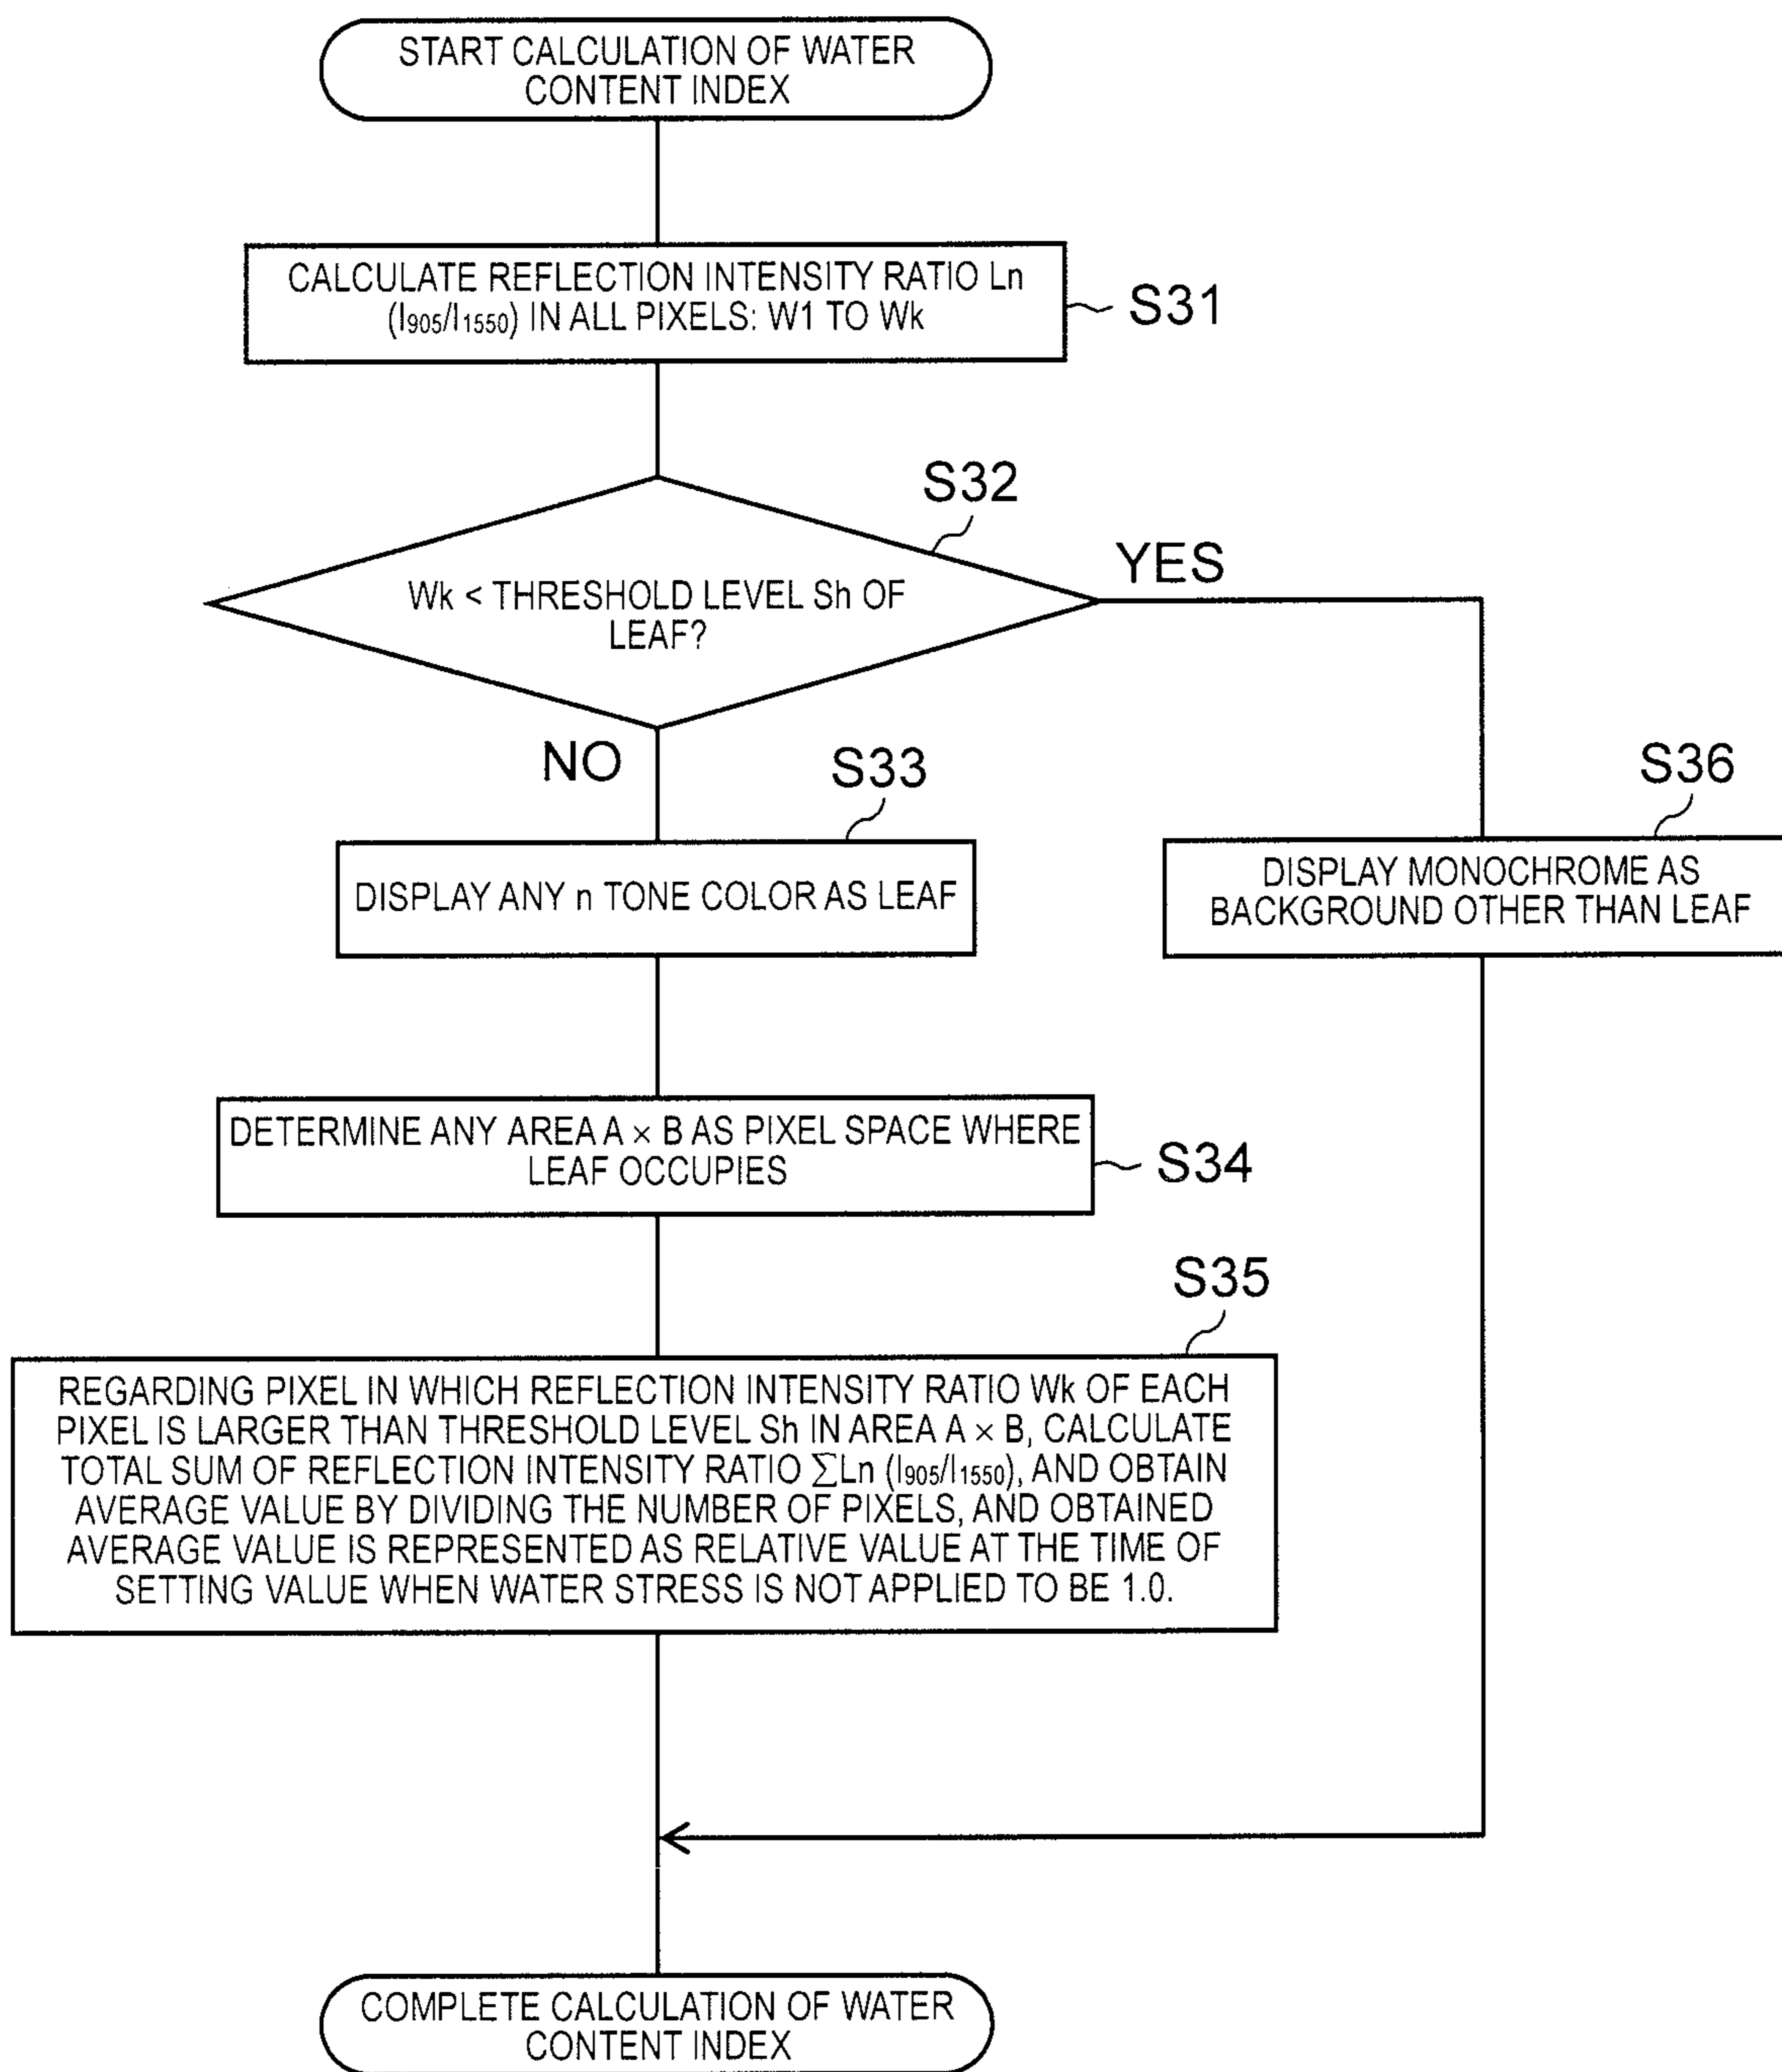 START CALCULATION OF WATER
CONTENT INDEX
CALCULATE REFLECTION INTENSITY RATIO Ln
(I905/I1550) IN ALL PIXELS: W1 TO Wk
S31
S32
Wk < THRESHOLD LEVEL Sh OF
LEAF?
YES
NO
S33
DISPLAY ANY n TONE COLOR AS LEAF
S36
DISPLAY MONOCHROME AS
BACKGROUND OTHER THAN LEAF
DETERMINE ANY AREA A × B AS PIXEL SPACE WHERE
LEAF OCCUPIES
S34
S35
REGARDING PIXEL IN WHICH REFLECTION INTENSITY RATIO Wk OF EACH
PIXEL IS LARGER THAN THRESHOLD LEVEL Sh IN AREA A × B, CALCULATE
TOTAL SUM OF REFLECTION INTENSITY RATIO ∑Ln (I905/I1550), AND OBTAIN
AVERAGE VALUE BY DIVIDING THE NUMBER OF PIXELS, AND OBTAINED
AVERAGE VALUE IS REPRESENTED AS RELATIVE VALUE AT THE TIME OF
SETTING VALUE WHEN WATER STRESS IS NOT APPLIED TO BE 1.0.
COMPLETE CALCULATION OF WATER
CONTENT INDEX